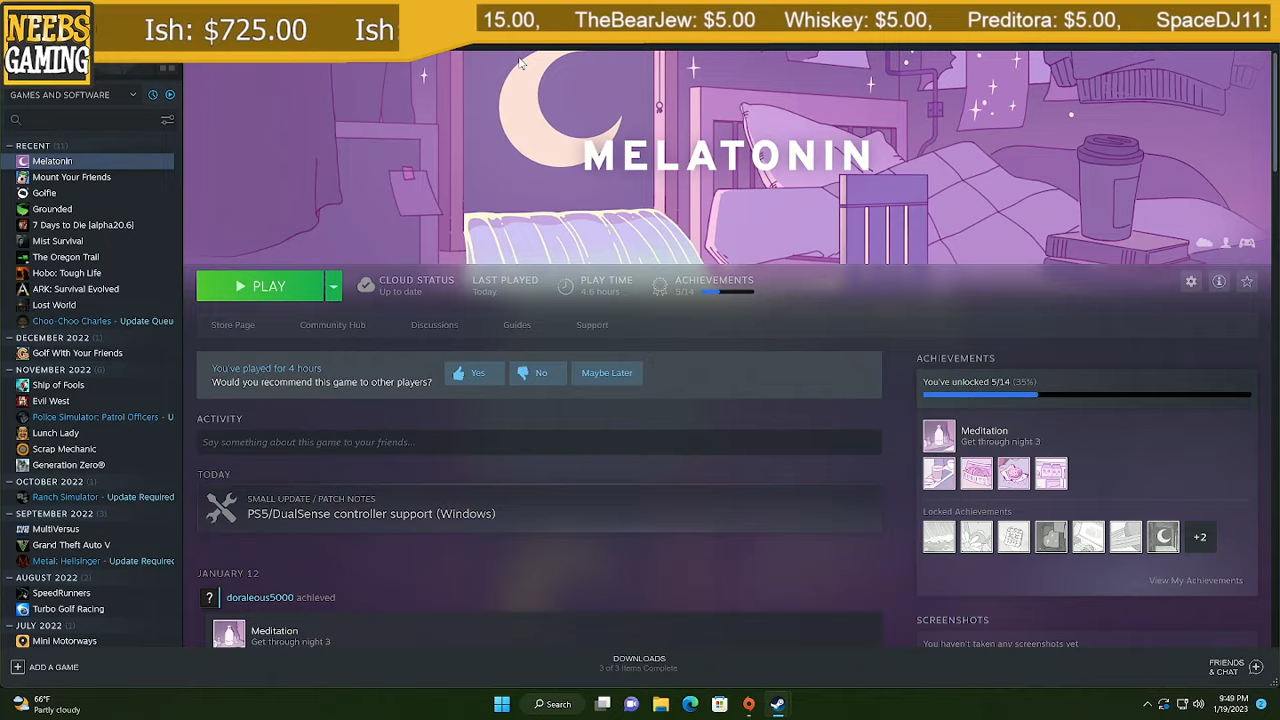 NEEBS
GAMING
Ish: $725.00 Ish:
15.00, TheBearJew: $5.00 Whiskey: $5.00, Preditora: $5.00, SpaceDJ11:
MELATONIN
GAMES AND SOFTWARE
RECENT (11)
Melatonin
Mount Your Friends
Golfie
Grounded
7 Days to Die [alpha20.6]
Mist Survival
The Oregon Trail
Hobo: Tough Life
ARK: Survival Evolved
Lost World
Choo-Choo Charles - Update Queu
DECEMBER 2022 (1)
Golf With Your Friends
NOVEMBER 2022 (6)
Ship of Fools
Evil West
Police Simulator: Patrol Officers - U
Lunch Lady
Scrap Mechanic
Generation Zero®
OCTOBER 2022 (1)
Ranch Simulator - Update Required
SEPTEMBER 2022 (3)
MultiVersus
Grand Theft Auto V
Metal: Hellsinger - Update Required
AUGUST 2022 (2)
SpeedRunners
Turbo Golf Racing
JULY 2022 (1)
Mini Motorways
ADD A GAME
PLAY
CLOUD STATUS
Up to date
LAST PLAYED
Today
PLAY TIME
4.6 hours
ACHIEVEMENTS
5/14
Store Page Community Hub Discussions Guides Support
You've played for 4 hours
Would you recommend this game to other players?
Yes No Maybe Later
ACTIVITY
Say something about this game to your friends...
TODAY
SMALL UPDATE / PATCH NOTES
PS5/DualSense controller support (Windows)
JANUARY 12
? doraleous5000 achieved
Meditation
Get through night 3
ACHIEVEMENTS
You've unlocked 5/14 (35%)
Meditation
Get through night 3
Locked Achievements
+2
View My Achievements
SCREENSHOTS
You haven't taken any screenshots yet
DOWNLOADS
3 of 3 Items Complete
FRIENDS
& CHAT
66°F
Partly cloudy
Search
9:49 PM
1/19/2023
2